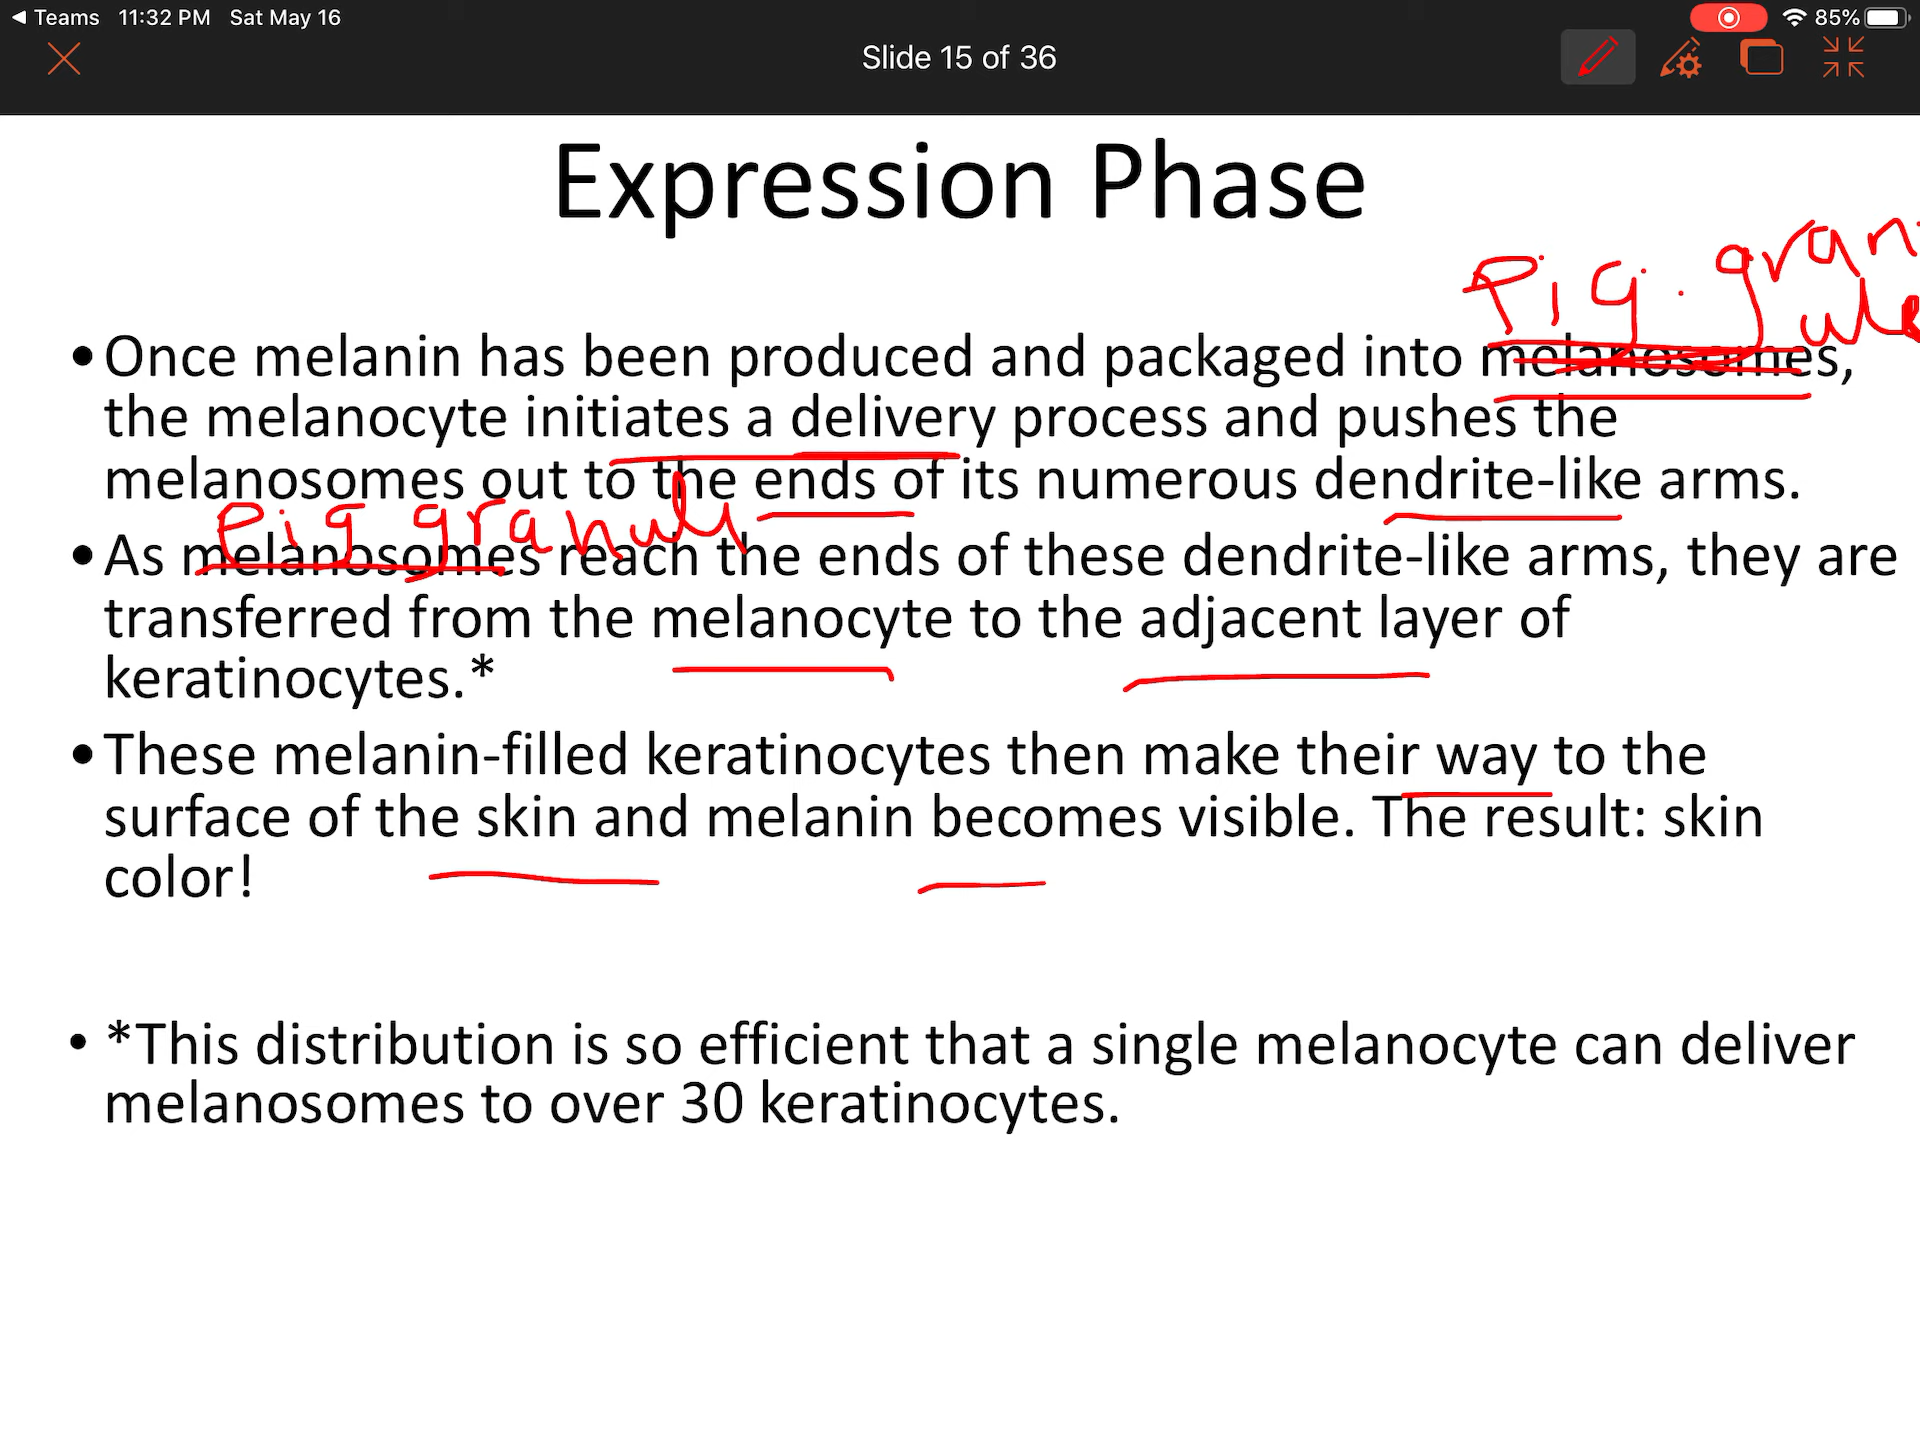 ◀ Teams 11:32 PM Sat May 16 85%
Slide 15 of 36
Expression Phase
Pig. gran
ules
•Once melanin has been produced and packaged into melanosomes,
the melanocyte initiates a delivery process and pushes the
melanosomes out to the ends of its numerous dendrite-like arms.
Pig granule
•As melanosomes reach the ends of these dendrite-like arms, they are
transferred from the melanocyte to the adjacent layer of
keratinocytes.*
•These melanin-filled keratinocytes then make their way to the
surface of the skin and melanin becomes visible. The result: skin
color!
• *This distribution is so efficient that a single melanocyte can deliver
melanosomes to over 30 keratinocytes.